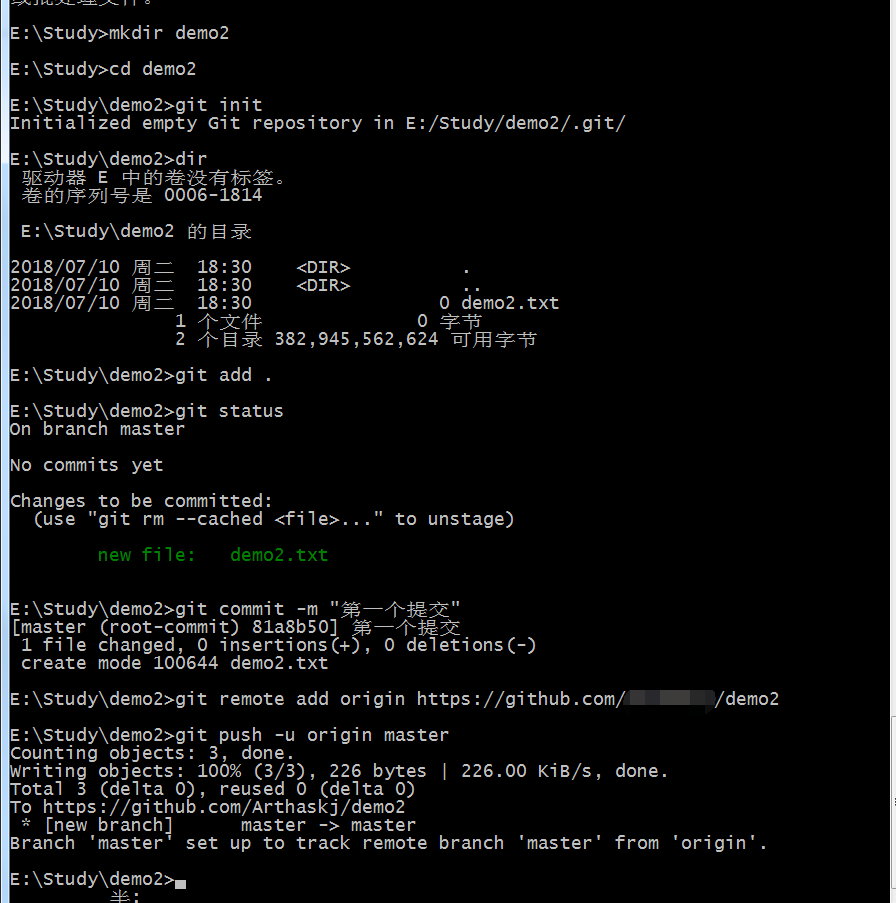 E:\Study>mkdir demo2
E:\Study>cd demo2
E:\Study\demo2>git init
Initialized empty Git repository in E:/Study/demo2/.git/
E:\Study\demo2>dir
驱动器 E 中的卷没有标签。
卷的序列号是 0006-1814
E:\Study\demo2 的目录
2018/07/10 周二  18:30    <DIR>          .
2018/07/10 周二  18:30    <DIR>          ..
2018/07/10 周二  18:30                 0 demo2.txt
1 个文件              0 字节
2 个目录 382,945,562,624 可用字节
E:\Study\demo2>git add .
E:\Study\demo2>git status
On branch master
No commits yet
Changes to be committed:
(use "git rm --cached <file>..." to unstage)
new file:   demo2.txt
E:\Study\demo2>git commit -m "第一个提交"
[master (root-commit) 81a8b50] 第一个提交
1 file changed, 0 insertions(+), 0 deletions(-)
create mode 100644 demo2.txt
E:\Study\demo2>git remote add origin https://github.com/ /demo2
E:\Study\demo2>git push -u origin master
Counting objects: 3, done.
Writing objects: 100% (3/3), 226 bytes | 226.00 KiB/s, done.
Total 3 (delta 0), reused 0 (delta 0)
To https://github.com/Arthaskj/demo2
* [new branch]      master -> master
Branch 'master' set up to track remote branch 'master' from 'origin'.
E:\Study\demo2>
半: